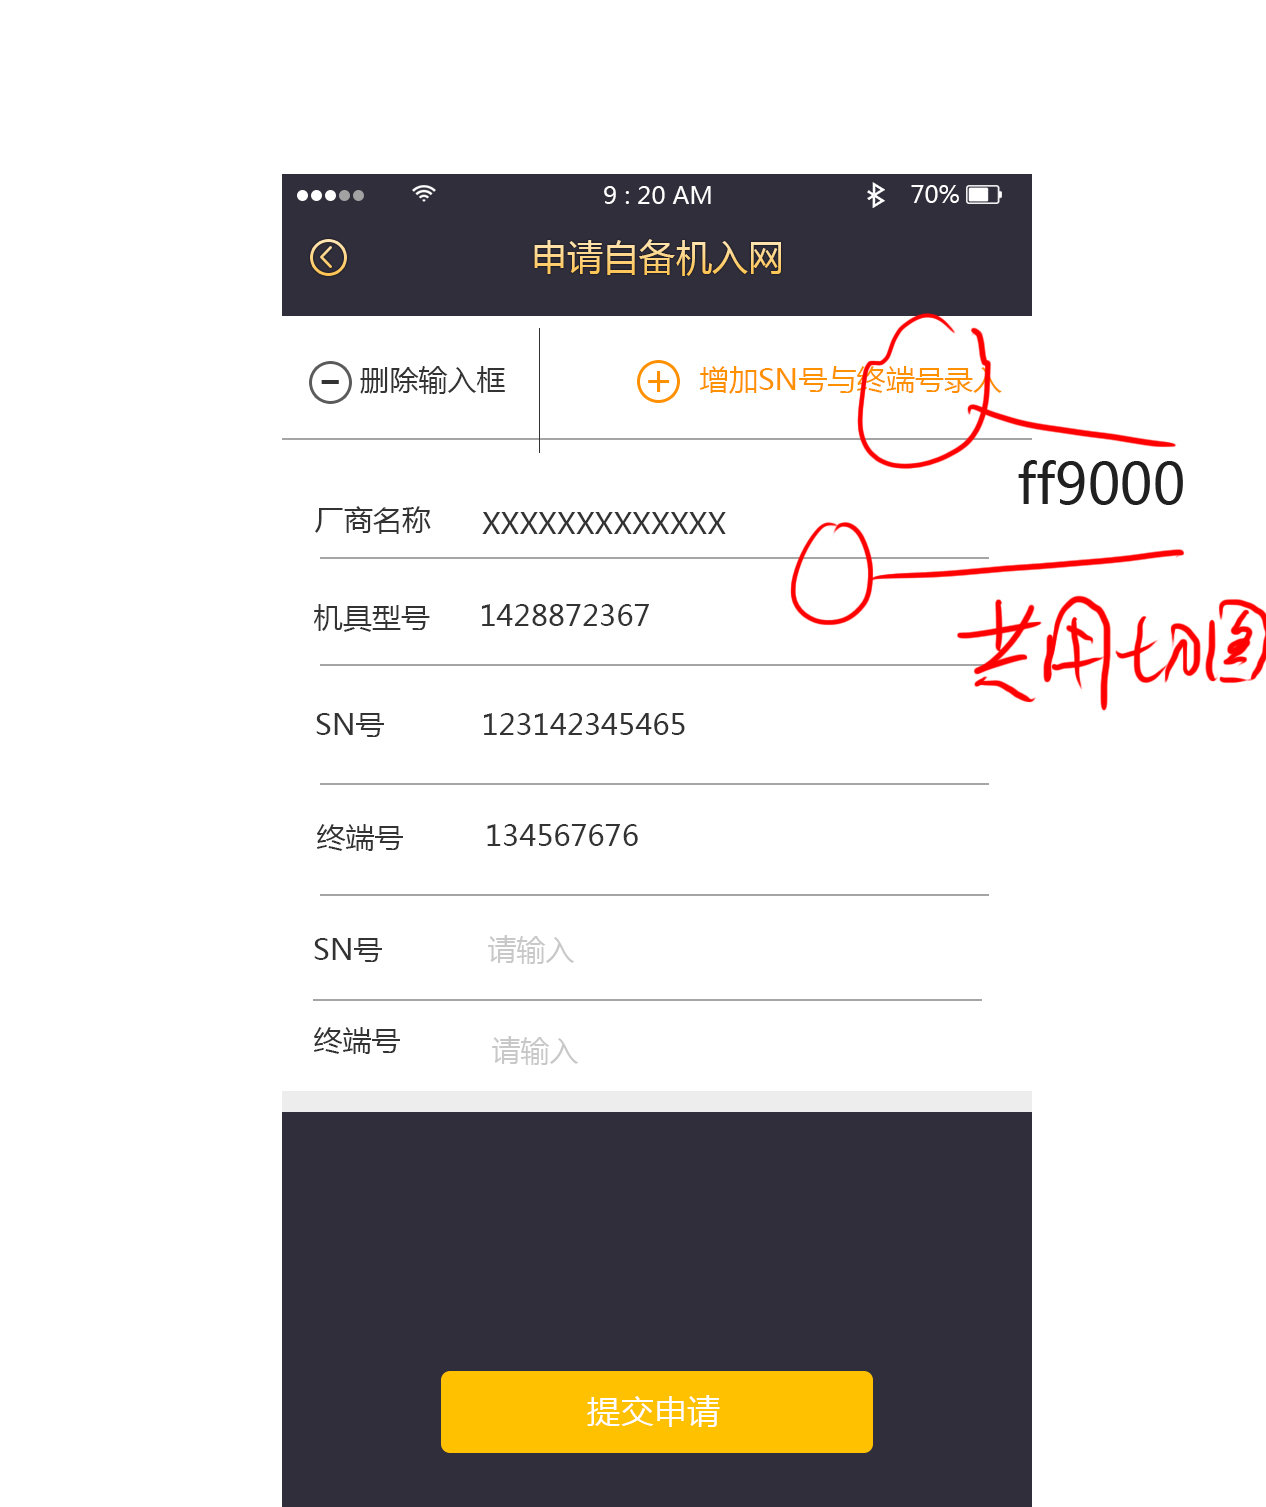 9 : 20 AM 70%
申请自备机入网
删除输入框 增加SN号与终端号录入
ff9000
厂商名称 XXXXXXXXXXXXX
共用切图
机具型号 1428872367
SN号 123142345465
终端号 134567676
SN号 请输入
终端号 请输入
提交申请